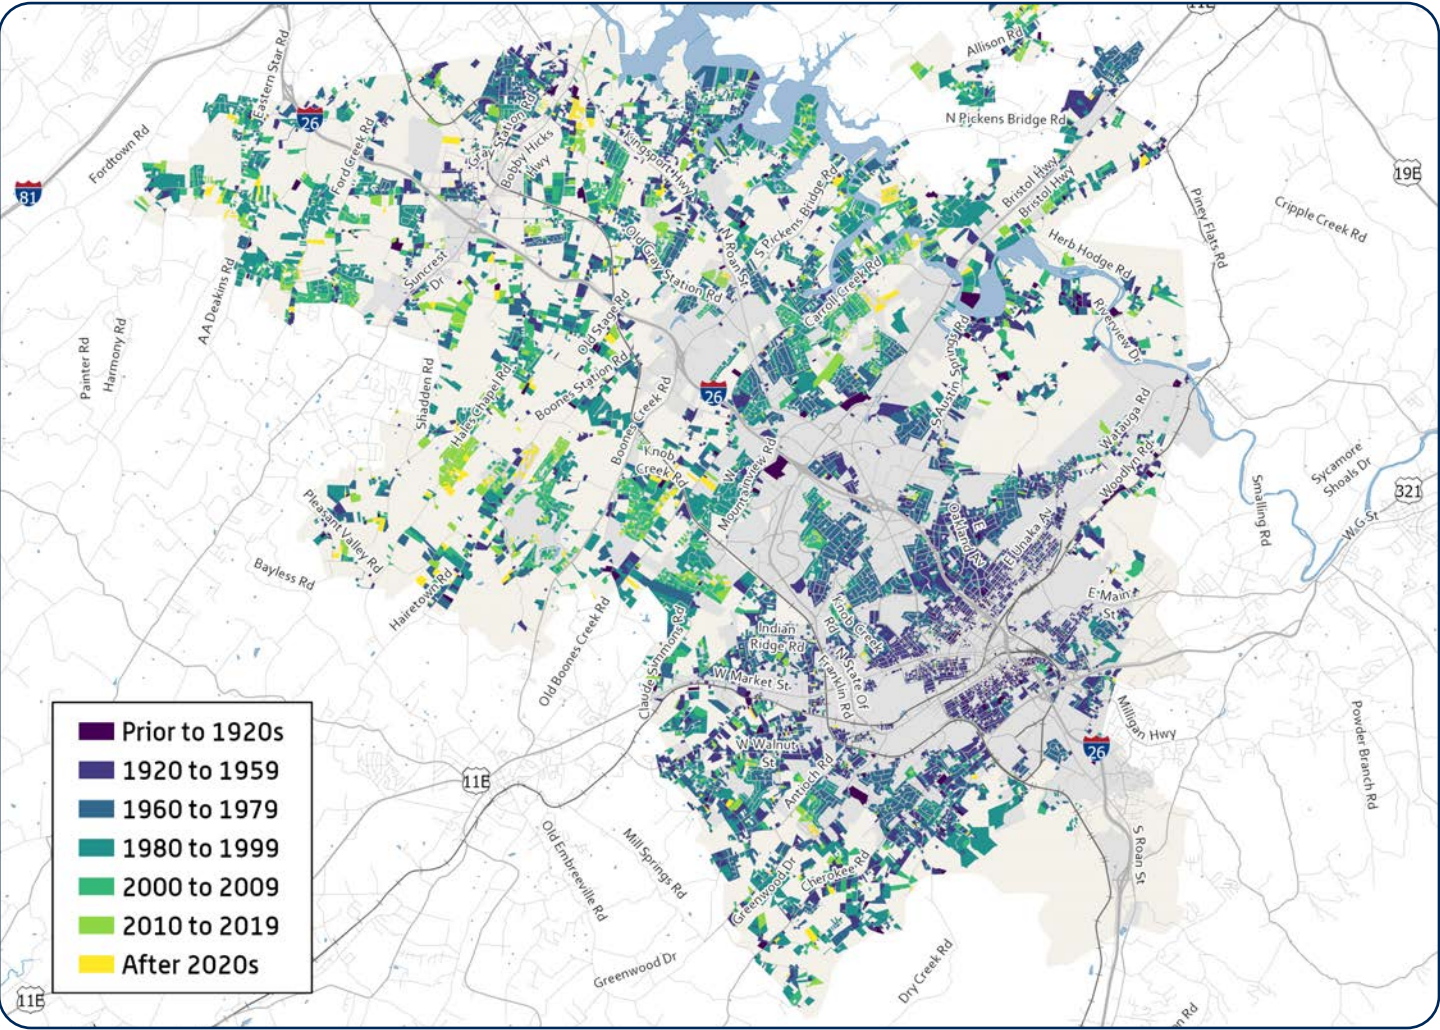 11E
Allison Rd
Eastern Star Rd
26
N Pickens Bridge Rd
Fordtown Rd
Ford Creek Rd
Gray Station Rd
Bobby Hicks
Hwy
Kingsport Hwy
81
19E
Bristol Hwy
Bristol Hwy
Piney Flats Rd
Cripple Creek Rd
S Pickens Bridge Rd
N Roan St
Old Gray Station Rd
Herb Hodge Rd
Suncrest
Dr
AA Deakins Rd
Carroll Creek Rd
Riverview Dr
Old Stage Rd
Painter Rd
Harmony Rd
Shadden Rd
Hales Chapel Rd
Boones Station Rd
Boones Creek Rd
26
S Austin Springs Rd
Watauga Rd
Knob
Creek Rd
W
Mountainview Rd
Woodlyn Rd
Sycamore
Shoals Dr
321
Smalling Rd
W G St
Pleasant Valley Rd
E
Oakland Av
E Unaka Av
Bayless Rd
Hairetown Rd
E Main
St
Old Boones Creek Rd
Claude Simmons Rd
Indian
Ridge Rd
Knob Creek
Rd
N State Of
Franklin Rd
W Market St
Milligan Hwy
Powder Branch Rd
W Walnut
St
26
11E
Antioch Rd
Old Embreeville Rd
Mill Springs Rd
Greenwood Dr
Cherokee Rd
S Roan St
Greenwood Dr
Dry Creek Rd
11E
Prior to 1920s
1920 to 1959
1960 to 1979
1980 to 1999
2000 to 2009
2010 to 2019
After 2020s